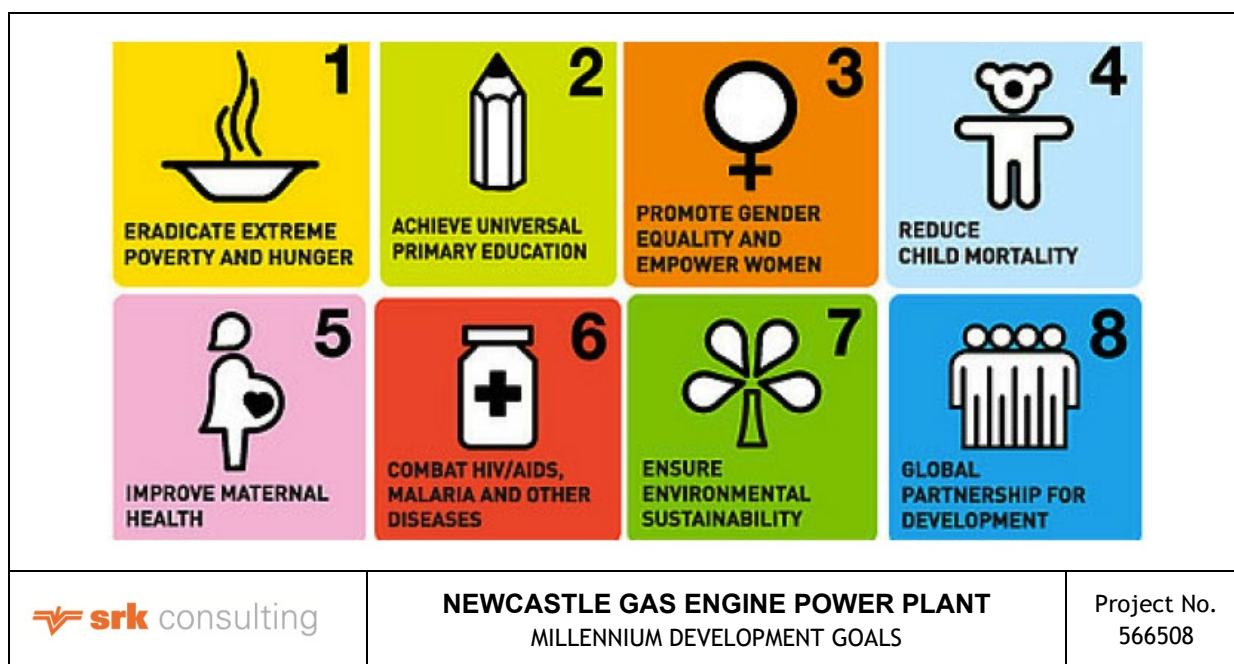 1
ERADICATE EXTREME
POVERTY AND HUNGER
2
ACHIEVE UNIVERSAL
PRIMARY EDUCATION
3
PROMOTE GENDER
EQUALITY AND
EMPOWER WOMEN
4
REDUCE
CHILD MORTALITY
5
IMPROVE MATERNAL
HEALTH
6
COMBAT HIV/AIDS,
MALARIA AND OTHER
DISEASES
7
ENSURE
ENVIRONMENTAL
SUSTAINABILITY
8
GLOBAL
PARTNERSHIP FOR
DEVELOPMENT
srk consulting
NEWCASTLE GAS ENGINE POWER PLANT
MILLENNIUM DEVELOPMENT GOALS
Project No.
566508